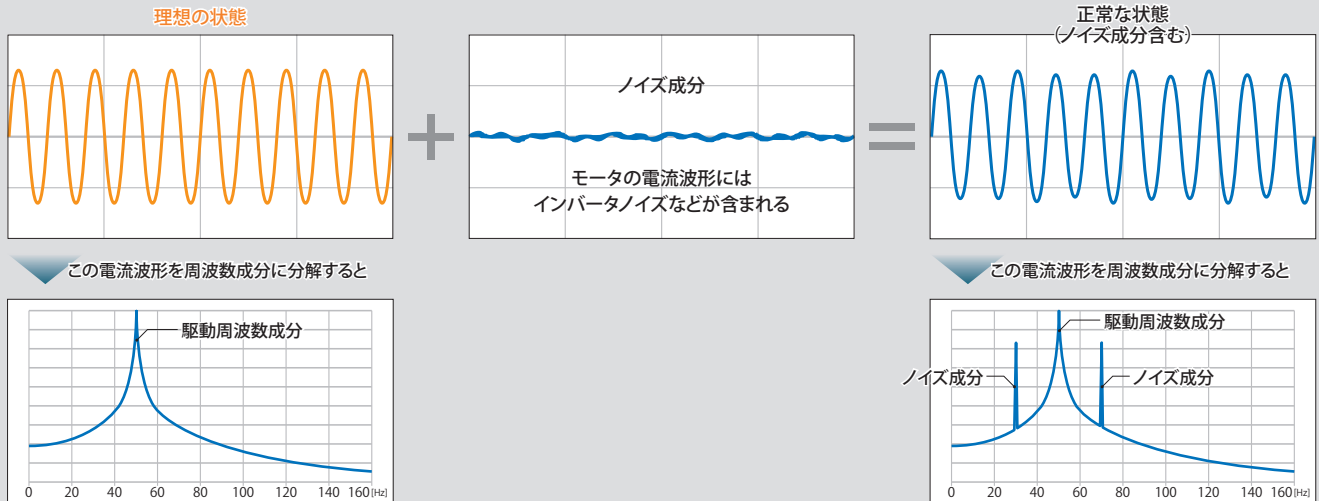 理想の状態
ノイズ成分
モータの電流波形には
インバータノイズなどが含まれる
正常な状態
(ノイズ成分含む)
この電流波形を周波数成分に分解すると
駆動周波数成分
0 20 40 60 80 100 120 140 160[Hz]
この電流波形を周波数成分に分解すると
駆動周波数成分
ノイズ成分
ノイズ成分
0 20 40 60 80 100 120 140 160[Hz]